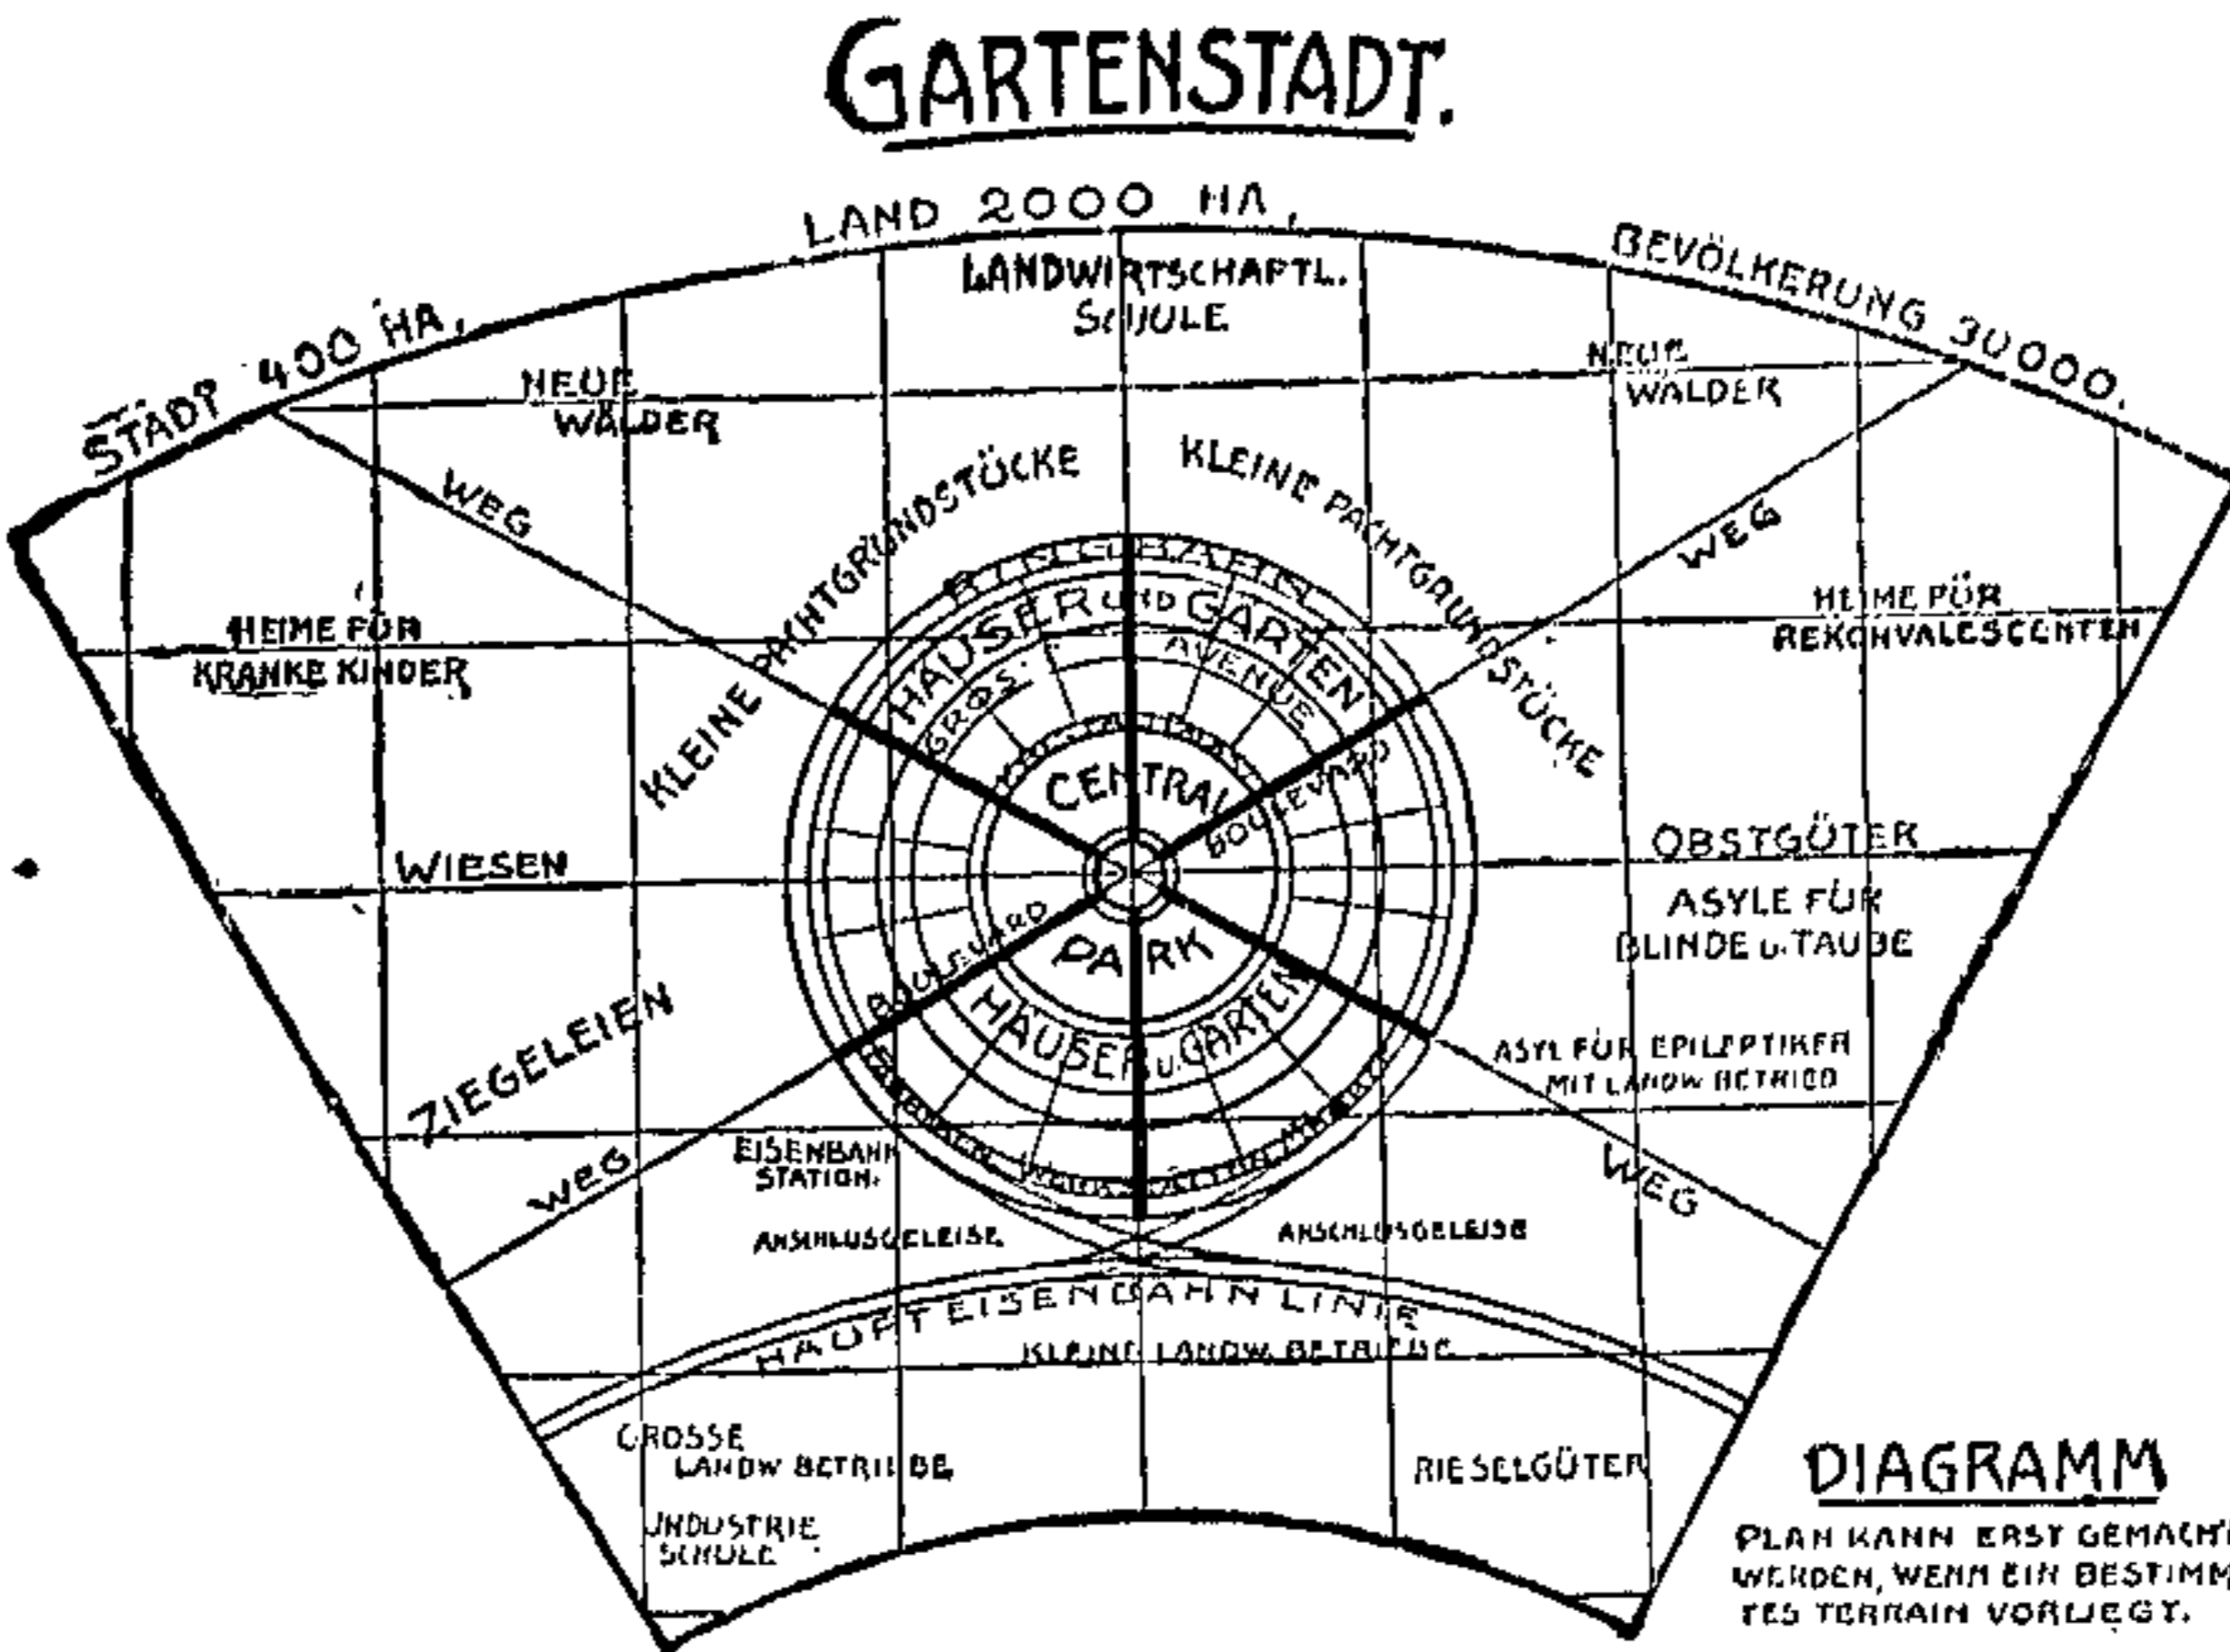 GARTENSTADT.
STADT 400 HA,
LAND 2000 HA,
BEVÖLKERUNG 30000.
LANDWIRTSCHAFTL.
SCHULE
NEUE
WÄLDER
NEUE
WÄLDER
WEG
WEG
KLEINE PACHTGRUNDSTÜCKE
KLEINE PACHTGRUNDSTÜCKE
HEIME FÜR
KRANKE KINDER
HEIME FÜR
REKONVALESCENTEN
HÄUSER UND GÄRTEN
GROS.
AVENUE
CENTRAL
PARK
BOULEVARD
BOULEVARD
HÄUSER U. GÄRTEN
WIESEN
OBSTGÜTER
ASYLE FÜR
BLINDE U. TAUBE
ZIEGELEIEN
ASYL FÜR EPILEPTIKER
MIT LANDW. BETRIEB
WEG
WEG
EISENBAHN
STATION.
ANSCHLUSGELEISE
ANSCHLUSGELEISE
HAUPTEISENBAHN LINIE
KLEINE LANDW. BETRIEBE
GROSSE
LANDW. BETRIEBE
RIESELGÜTER
INDUSTRIE
SCHULE
DIAGRAMM
PLAN KANN ERST GEMACHT
WERDEN, WENN EIN BESTIMM
TES TERRAIN VORLIEGT.